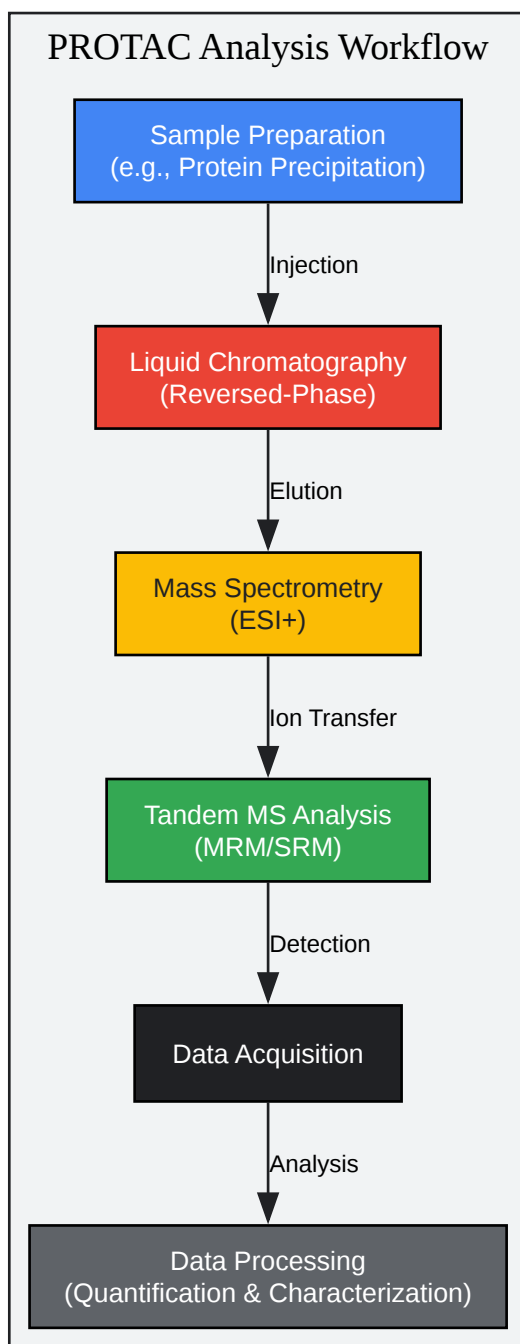 PROTAC Analysis Workflow
Sample Preparation
(e.g., Protein Precipitation)
Injection
Liquid Chromatography
(Reversed-Phase)
Elution
Mass Spectrometry
(ESI+)
Ion Transfer
Tandem MS Analysis
(MRM/SRM)
Detection
Data Acquisition
Analysis
Data Processing
(Quantification & Characterization)